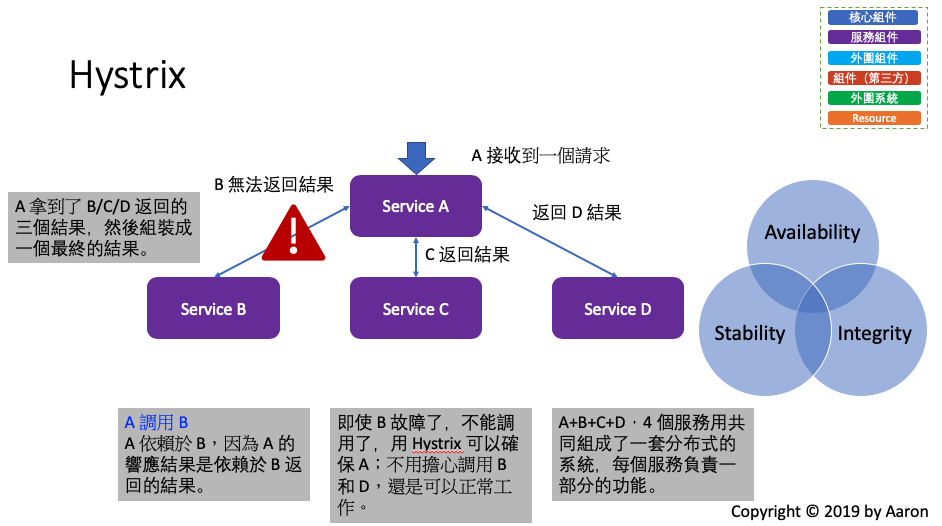 核心組件
服務組件
外圍組件
組件（第三方）
外圍系統
Resource
Hystrix
A 接收到一個請求
B 無法返回結果
A 拿到了 B/C/D 返回的
三個結果，然後組裝成
一個最終的結果。
Service A
返回 D 結果
C 返回結果
Service B
Service C
Service D
Availability
Stability
Integrity
A 調用 B
A 依賴於 B，因為 A 的
響應結果是依賴於 B 返
回的結果。
即使 B 故障了，不能調
用了，用 Hystrix 可以確
保 A；不用擔心調用 B
和 D，還是可以正常工
作。
A+B+C+D，4 個服務用共
同組成了一套分布式的
系統，每個服務負責一
部分的功能。
Copyright © 2019 by Aaron